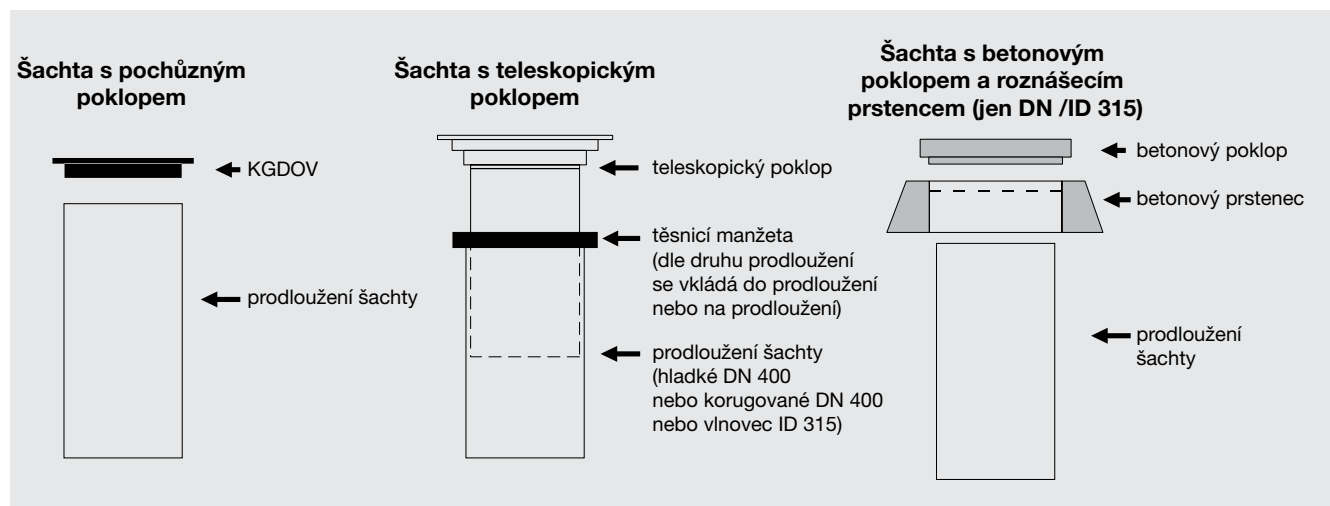 Šachta s pochůzným
poklopem
KGDOV
prodloužení šachty
Šachta s teleskopickým
poklopem
teleskopický poklop
těsnicí manžeta
(dle druhu prodloužení
se vkládá do prodloužení
nebo na prodloužení)
prodloužení šachty
(hladké DN 400
nebo korugované DN 400
nebo vlnovec ID 315)
Šachta s betonovým
poklopem a roznášecím
prstencem (jen DN /ID 315)
betonový poklop
betonový prstenec
prodloužení
šachty